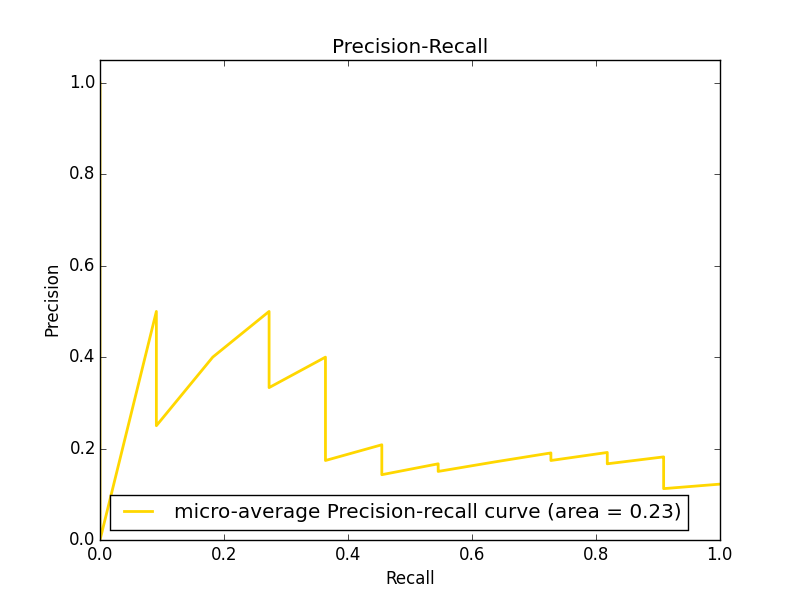 Precision-Recall
1.0
0.8
0.6
0.4
0.2
0.0
Precision
micro-average Precision-recall curve (area = 0.23)
0.0 0.2 0.4 0.6 0.8 1.0
Recall